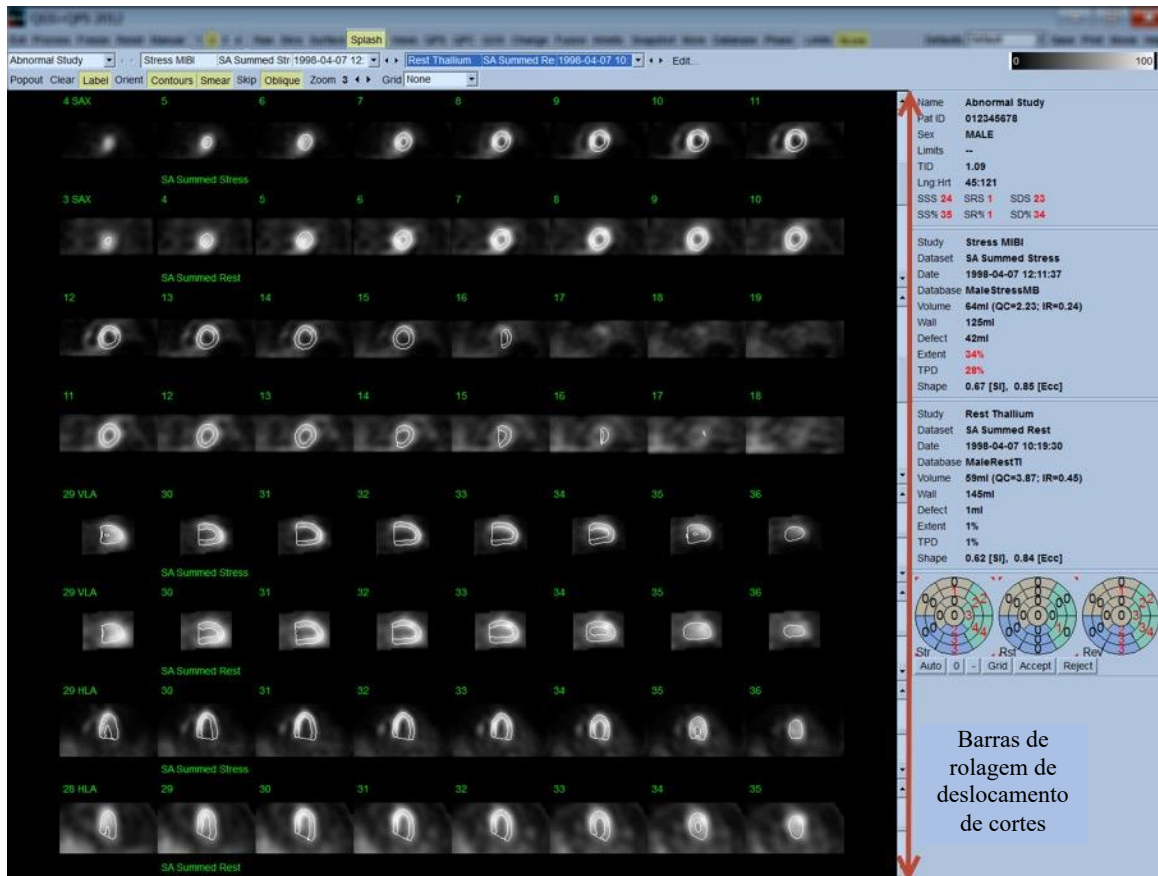 QGS+QPS 2012
Splash
Abnormal Study Stress MIBI SA Summed Str 1998-04-07 12: Rest Thallium SA Summed Re 1998-04-07 10: Edit...
0 100
Popout Clear Label Orient Contours Smear Skip Oblique Zoom 3 Grid None
4 SAX 5 6 7 8 9 10 11
SA Summed Stress
3 SAX 4 5 6 7 8 9 10
SA Summed Rest
12 13 14 15 16 17 18 19
11 12 13 14 15 16 17 18
29 VLA 30 31 32 33 34 35 36
SA Summed Stress
29 VLA 30 31 32 33 34 35 36
SA Summed Rest
29 HLA 30 31 32 33 34 35 36
SA Summed Stress
28 HLA 29 30 31 32 33 34 35
SA Summed Rest
Name Abnormal Study
Pat ID 012345678
Sex MALE
Limits --
TID 1.09
Lng:Hrt 45:121
SSS 24 SRS 1 SDS 23
SS% 35 SR% 1 SD% 34
Study Stress MIBI
Dataset SA Summed Stress
Date 1998-04-07 12:11:37
Database MaleStressMB
Volume 64ml (QC=2.23; IR=0.24)
Wall 125ml
Defect 42ml
Extent 34%
TPD 28%
Shape 0.67 [SI], 0.85 [Ecc]
Study Rest Thallium
Dataset SA Summed Rest
Date 1998-04-07 10:19:30
Database MaleRestTl
Volume 59ml (QC=3.87; IR=0.45)
Wall 145ml
Defect 1ml
Extent 1%
TPD 1%
Shape 0.62 [SI], 0.84 [Ecc]
Str Rst Rev
Auto 0 - Grid Accept Reject
Barras de
rolagem de
deslocamento
de cortes